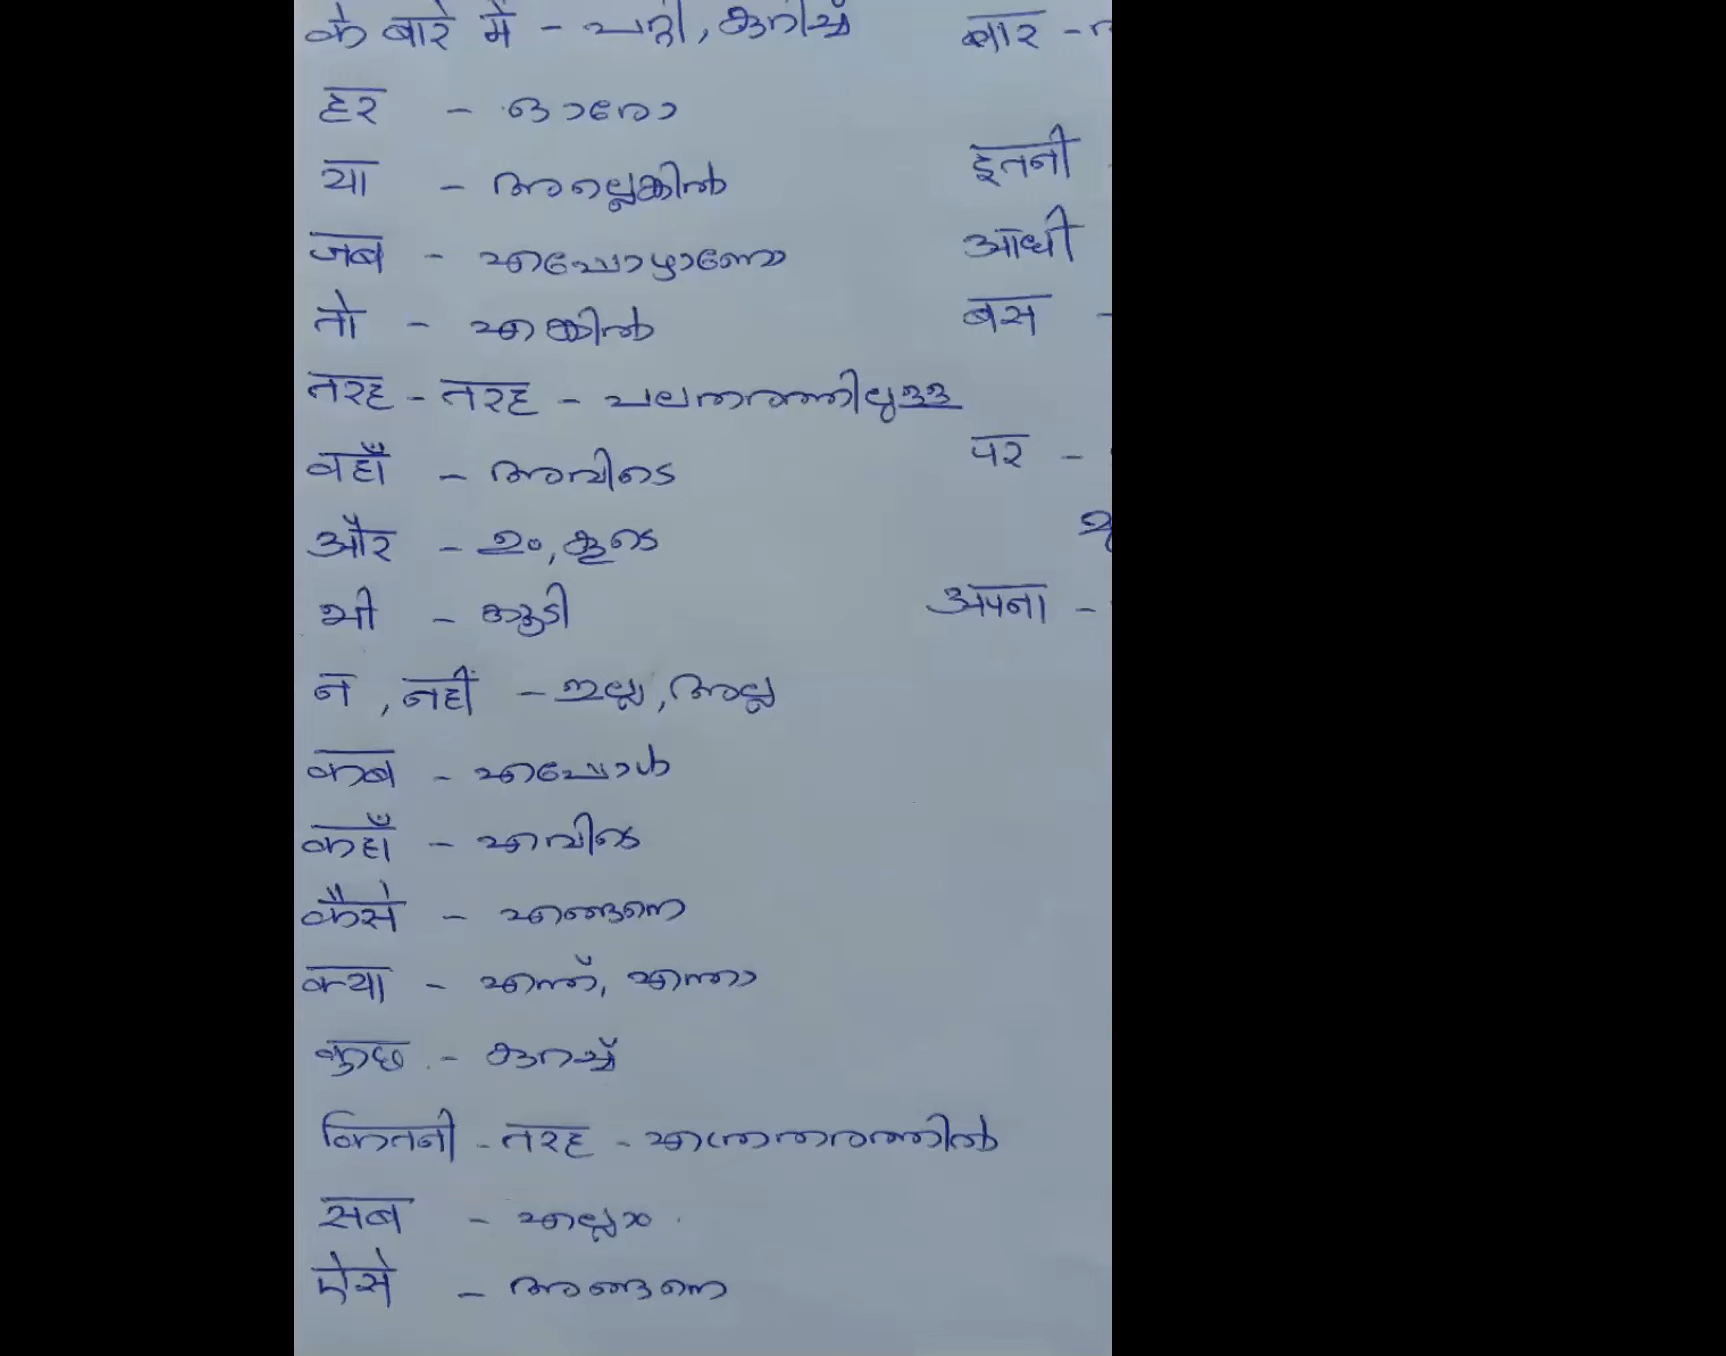 के बारे में - പറ്റി, കുറിച്ച് बार -
हर - ഓരോ
या - അല്ലെങ്കിൽ इतनी
जब - എപ്പോഴാണോ आधी
तो - എങ്കിൽ बस -
तरह - तरह - പലതരത്തിലുള്ള
वहाँ - അവിടെ पर -
और - ഉം, കൂടെ
भी - കൂടി अपना -
न, नहीं - ഇല്ല, അല്ല
कब - എപ്പോൾ
कहाँ - എവിടെ
कैसे - എങ്ങനെ
क्या - എന്ത്, എന്താ
कुछ - കുറച്ച്
कितनी - तरह - എത്രതരത്തിൽ
सब - എല്ലാം
ऐसे - അങ്ങനെ